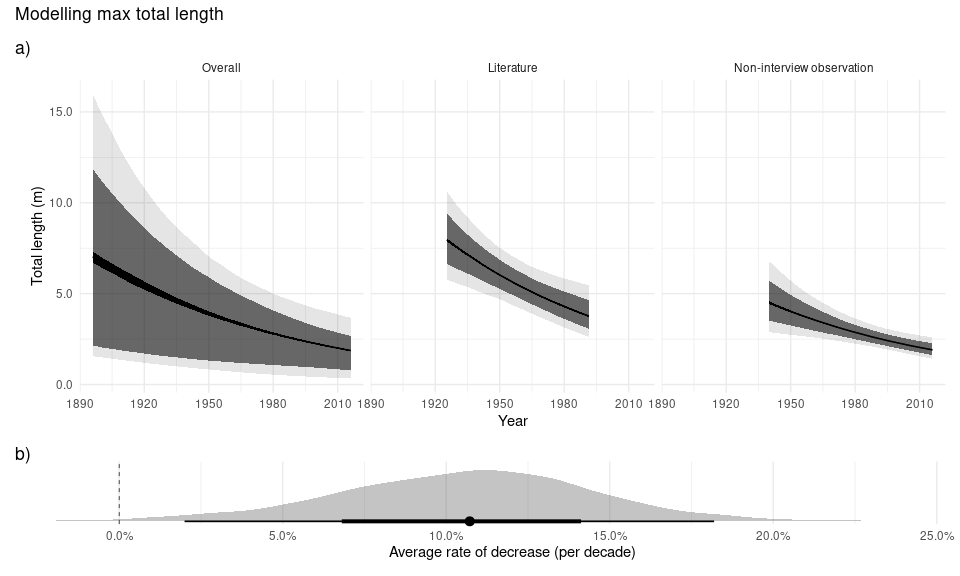 Modelling max total length
a)
Overall Literature Non-interview observation
15.0
10.0
5.0
0.0
Total length (m)
1890 1920 1950 1980 2010 1890 1920 1950 1980 2010 1890 1920 1950 1980 2010
Year
b)
0.0% 5.0% 10.0% 15.0% 20.0% 25.0%
Average rate of decrease (per decade)